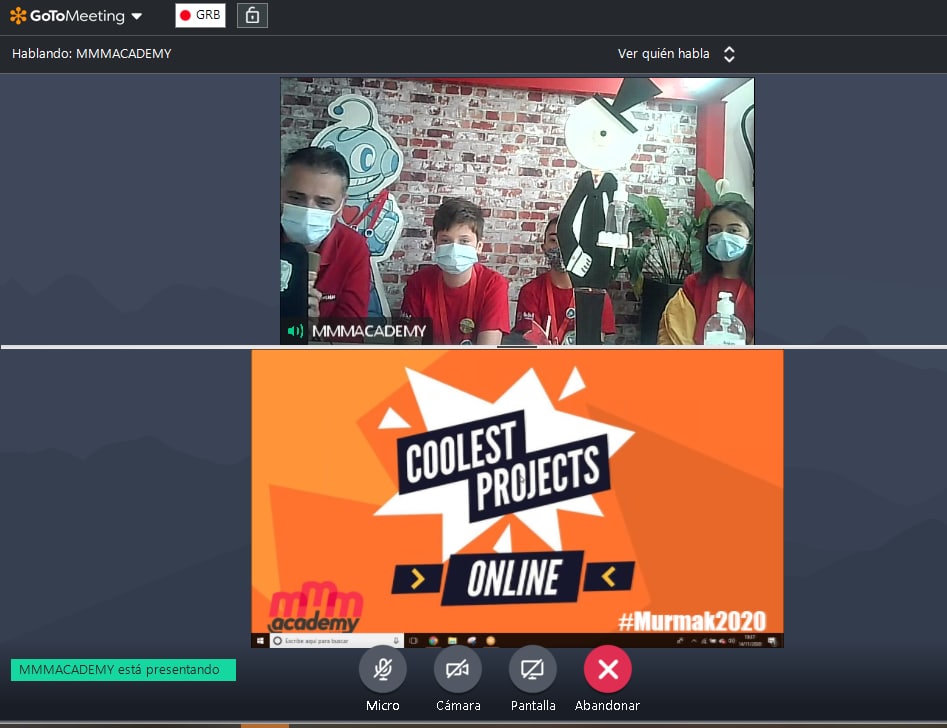 GoToMeeting
GRB
Hablando: MMMACADEMY
Ver quién habla
MMMACADEMY
COOLEST
PROJECTS
ONLINE
mmm
academy
#Murmak2020
Escribe aquí para buscar
MMMACADEMY está presentando
Micro
Cámara
Pantalla
Abandonar